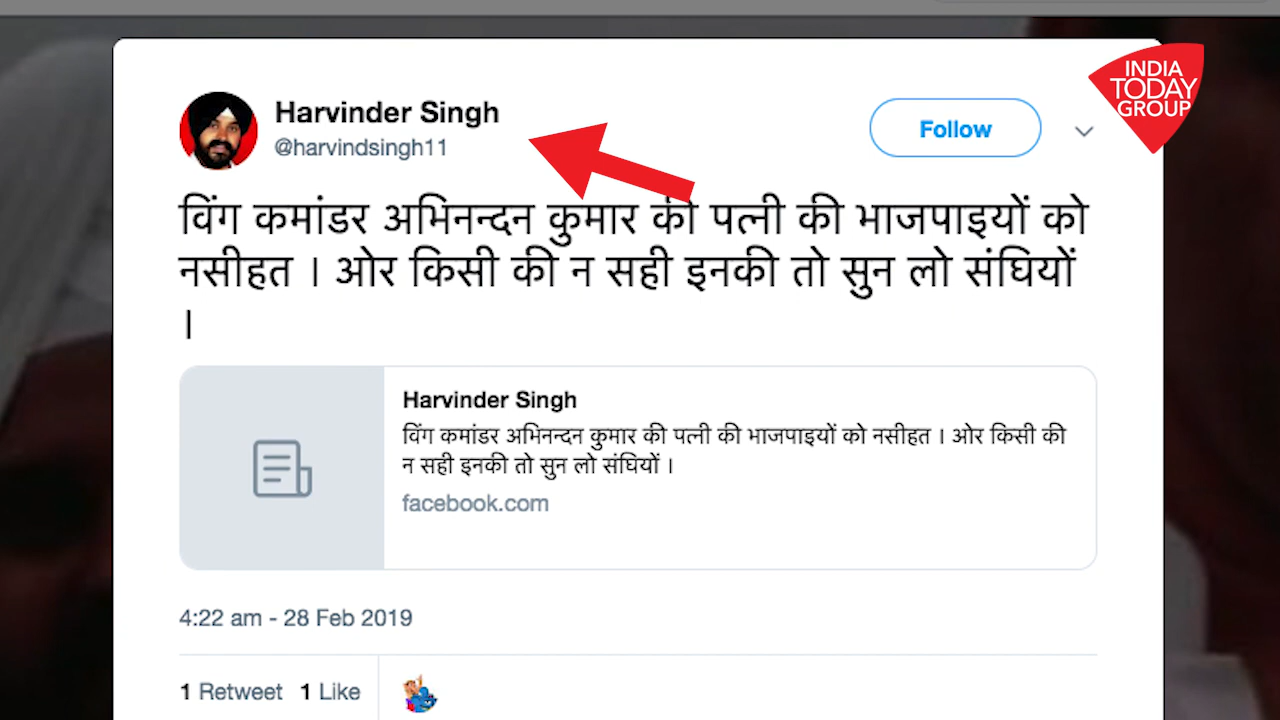 INDIA
TODAY
GROUP
Harvinder Singh
@harvindsingh11
Follow
विंग कमांडर अभिनन्दन कुमार की पत्नी की भाजपाइयों को
नसीहत । ओर किसी की न सही इनकी तो सुन लो संघियों
।
Harvinder Singh
विंग कमांडर अभिनन्दन कुमार की पत्नी की भाजपाइयों को नसीहत । ओर किसी की
न सही इनकी तो सुन लो संघियों ।
facebook.com
4:22 am - 28 Feb 2019
1 Retweet 1 Like